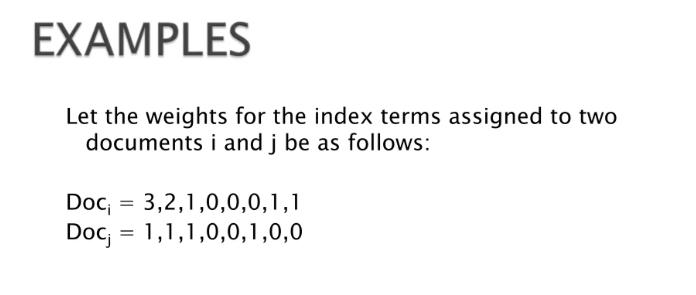 EXAMPLES
Let the weights for the index terms assigned to two
documents i and j be as follows:
Docᵢ = 3,2,1,0,0,0,1,1
Docⱼ = 1,1,1,0,0,1,0,0